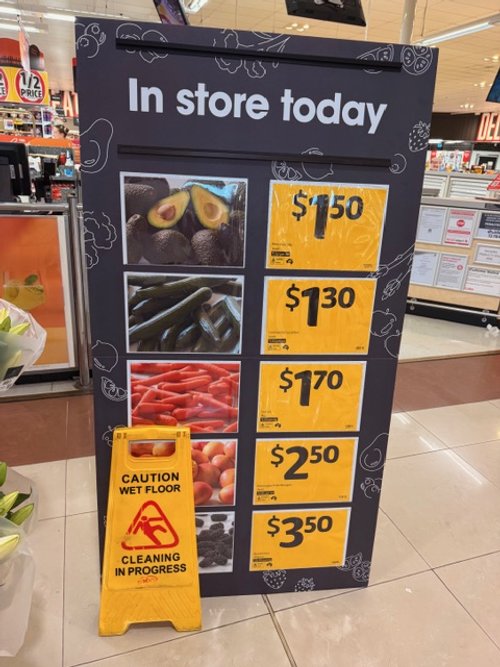 In store today
1/2
PRICE
DEL
$1.50
$1.30
$1.70
$2.50
$3.50
CAUTION
WET FLOOR
CLEANING
IN PROGRESS